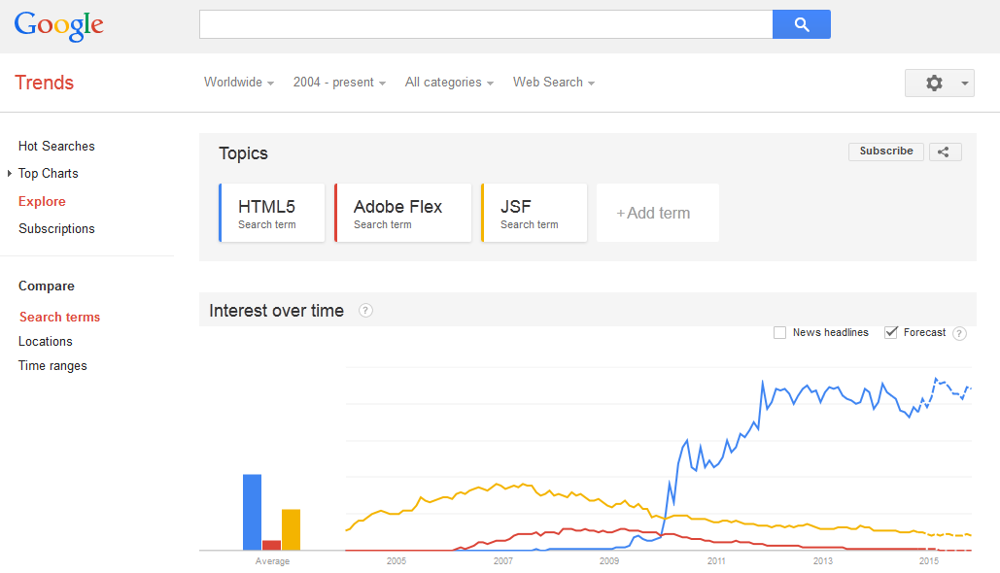 Google
Trends
Worldwide 2004 - present All categories Web Search
Hot Searches
Top Charts
Explore
Subscriptions
Compare
Search terms
Locations
Time ranges
Topics
Subscribe
HTML5
Search term
Adobe Flex
Search term
JSF
Search term
+Add term
Interest over time ?
News headlines Forecast ?
Average 2005 2007 2009 2011 2013 2015